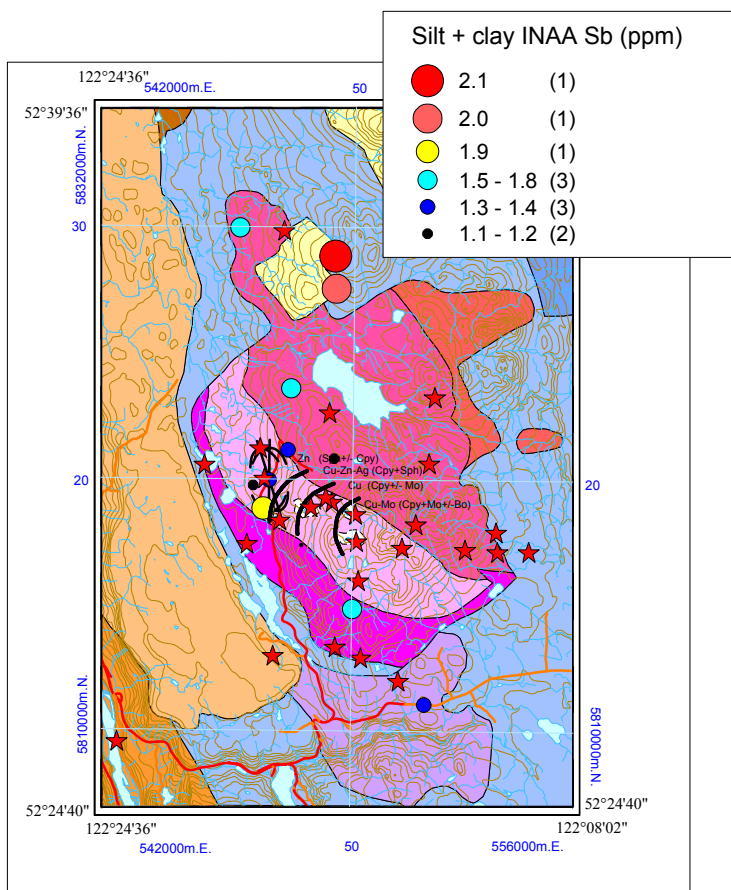 Silt + clay INAA Sb (ppm)
2.1 (1)
2.0 (1)
1.9 (1)
1.5 - 1.8 (3)
1.3 - 1.4 (3)
1.1 - 1.2 (2)
122°24'36"
542000m.E.
50
52°39'36"
5832000m.N.
30
Zn (Sph+/- Cpy)
Cu-Zn-Ag (Cpy+Sph)
Cu (Cpy+/- Mo)
Cu-Mo (Cpy+Mo+/-Bo)
20
20
5810000m.N.
5810000m.N.
52°24'40"
52°24'40"
122°24'36"
122°08'02"
542000m.E.
50
556000m.E.